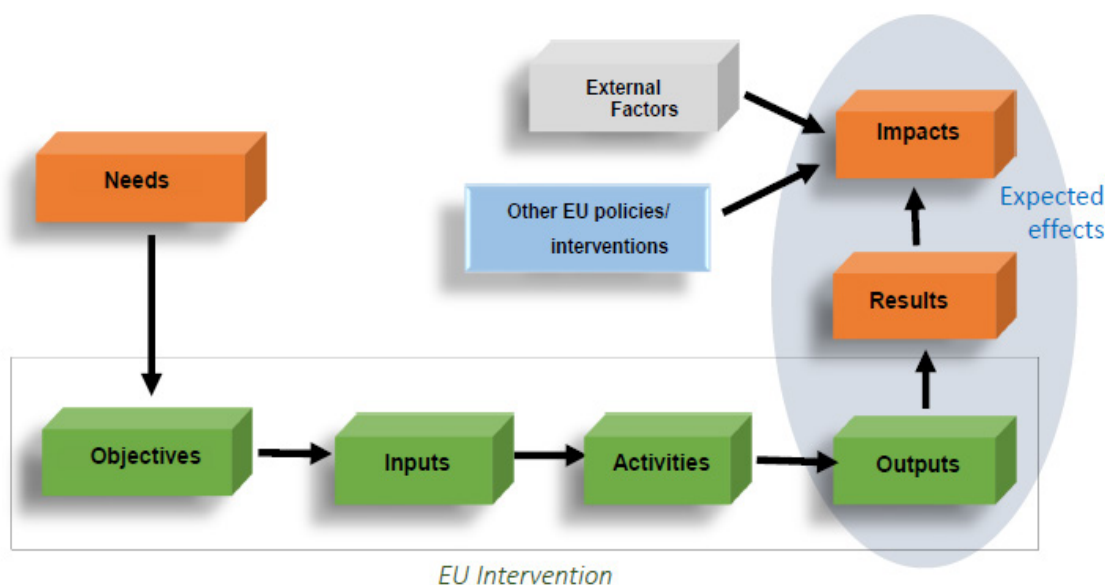 External
Factors
Impacts
Needs
Expected
effects
Other EU policies/
interventions
Results
Objectives
Inputs
Activities
Outputs
EU Intervention